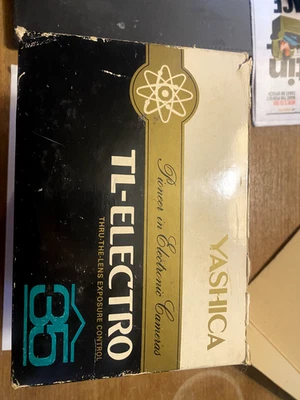 YASHICA
Pioneer in Electronic Cameras
TL-ELECTRO
THRU-THE-LENS EXPOSURE CONTROL
35